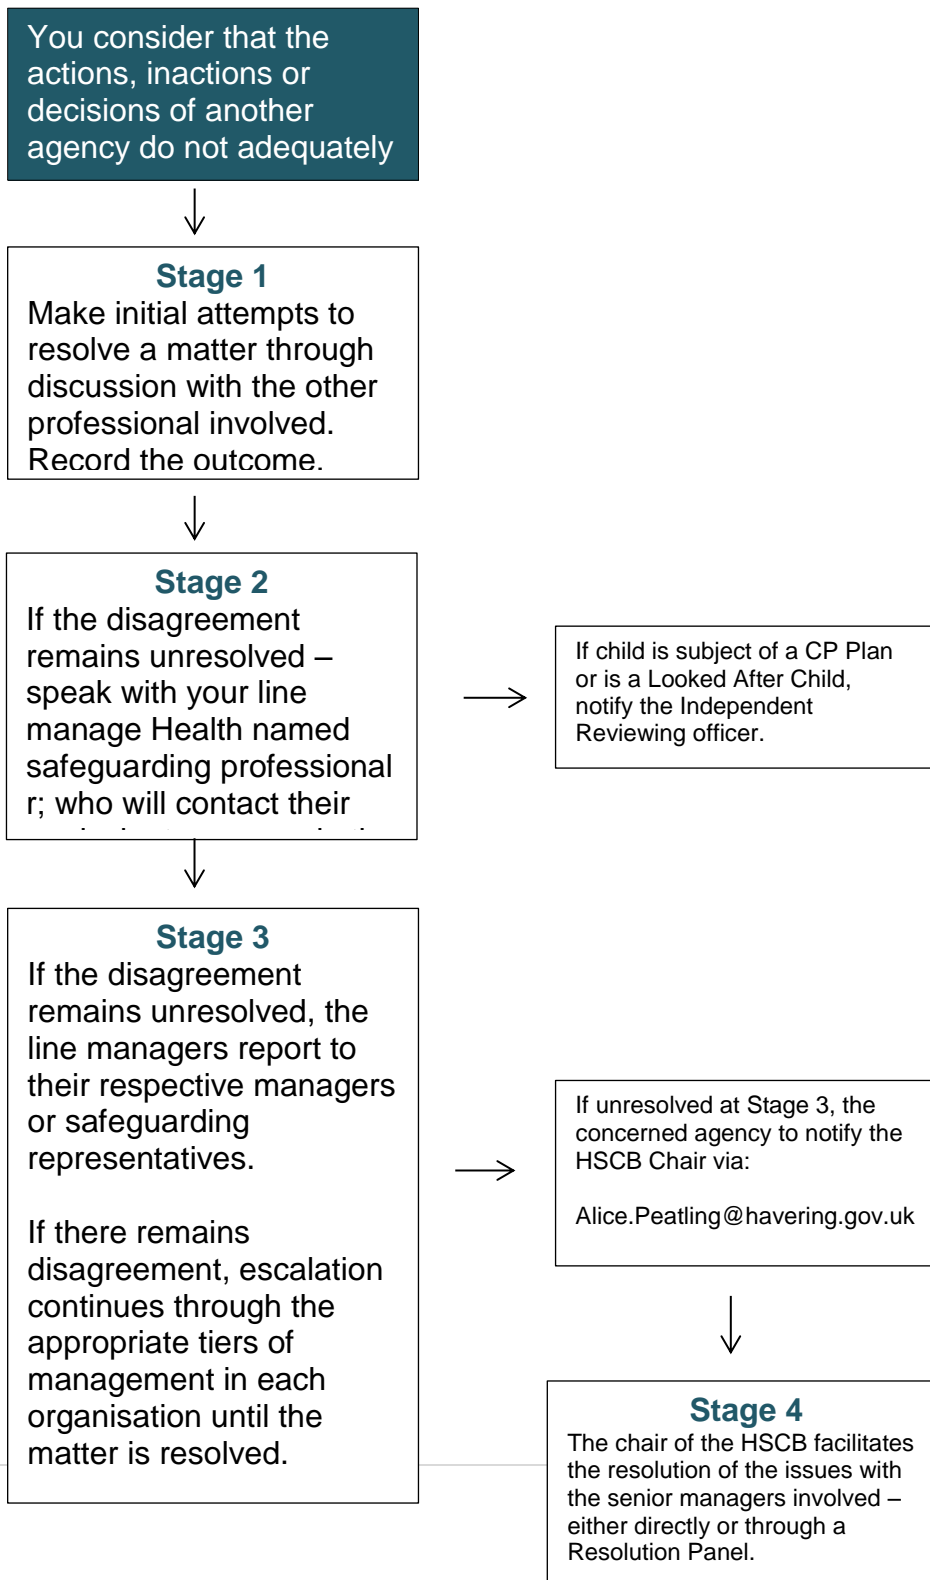 You consider that the
actions, inactions or
decisions of another
agency do not adequately
Stage 1
Make initial attempts to
resolve a matter through
discussion with the other
professional involved.
Record the outcome.
Stage 2
If the disagreement
remains unresolved –
speak with your line
manage Health named
safeguarding professional
r; who will contact their
If child is subject of a CP Plan
or is a Looked After Child,
notify the Independent
Reviewing officer.
Stage 3
If the disagreement
remains unresolved, the
line managers report to
their respective managers
or safeguarding
representatives.
If there remains
disagreement, escalation
continues through the
appropriate tiers of
management in each
organisation until the
matter is resolved.
If unresolved at Stage 3, the
concerned agency to notify the
HSCB Chair via:
Alice.Peatling@havering.gov.uk
Stage 4
The chair of the HSCB facilitates
the resolution of the issues with
the senior managers involved –
either directly or through a
Resolution Panel.